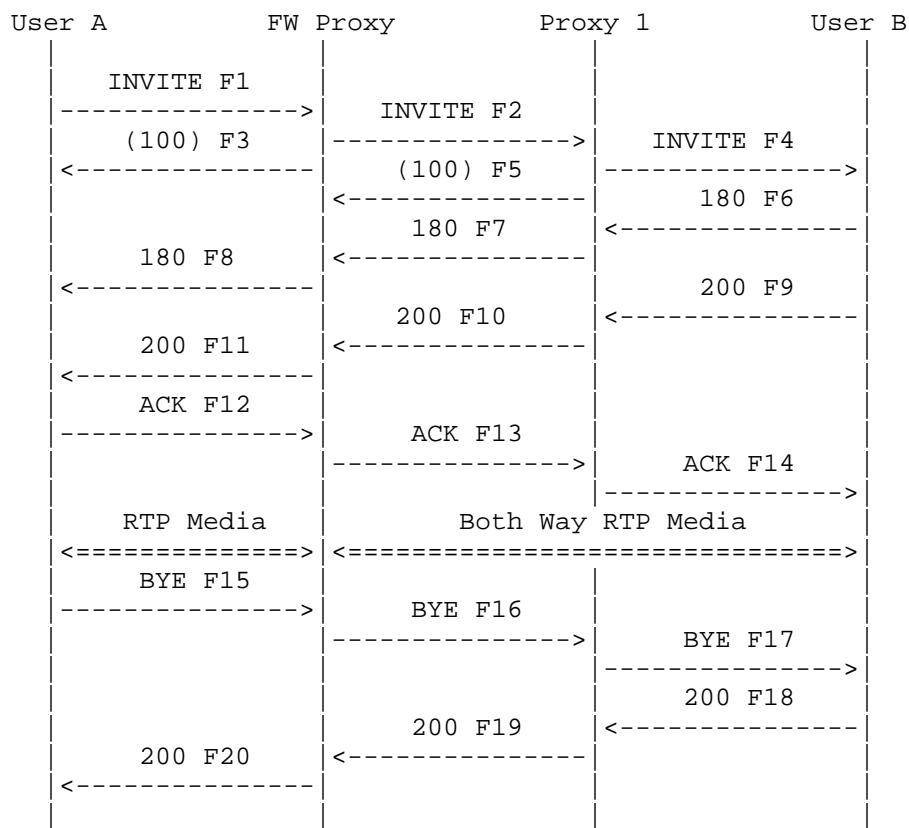 User A FW Proxy Proxy 1 User B
INVITE F1
INVITE F2
(100) F3 INVITE F4
(100) F5
180 F6
180 F7
180 F8
200 F9
200 F10
200 F11
ACK F12
ACK F13
ACK F14
RTP Media Both Way RTP Media
BYE F15
BYE F16
BYE F17
200 F18
200 F19
200 F20